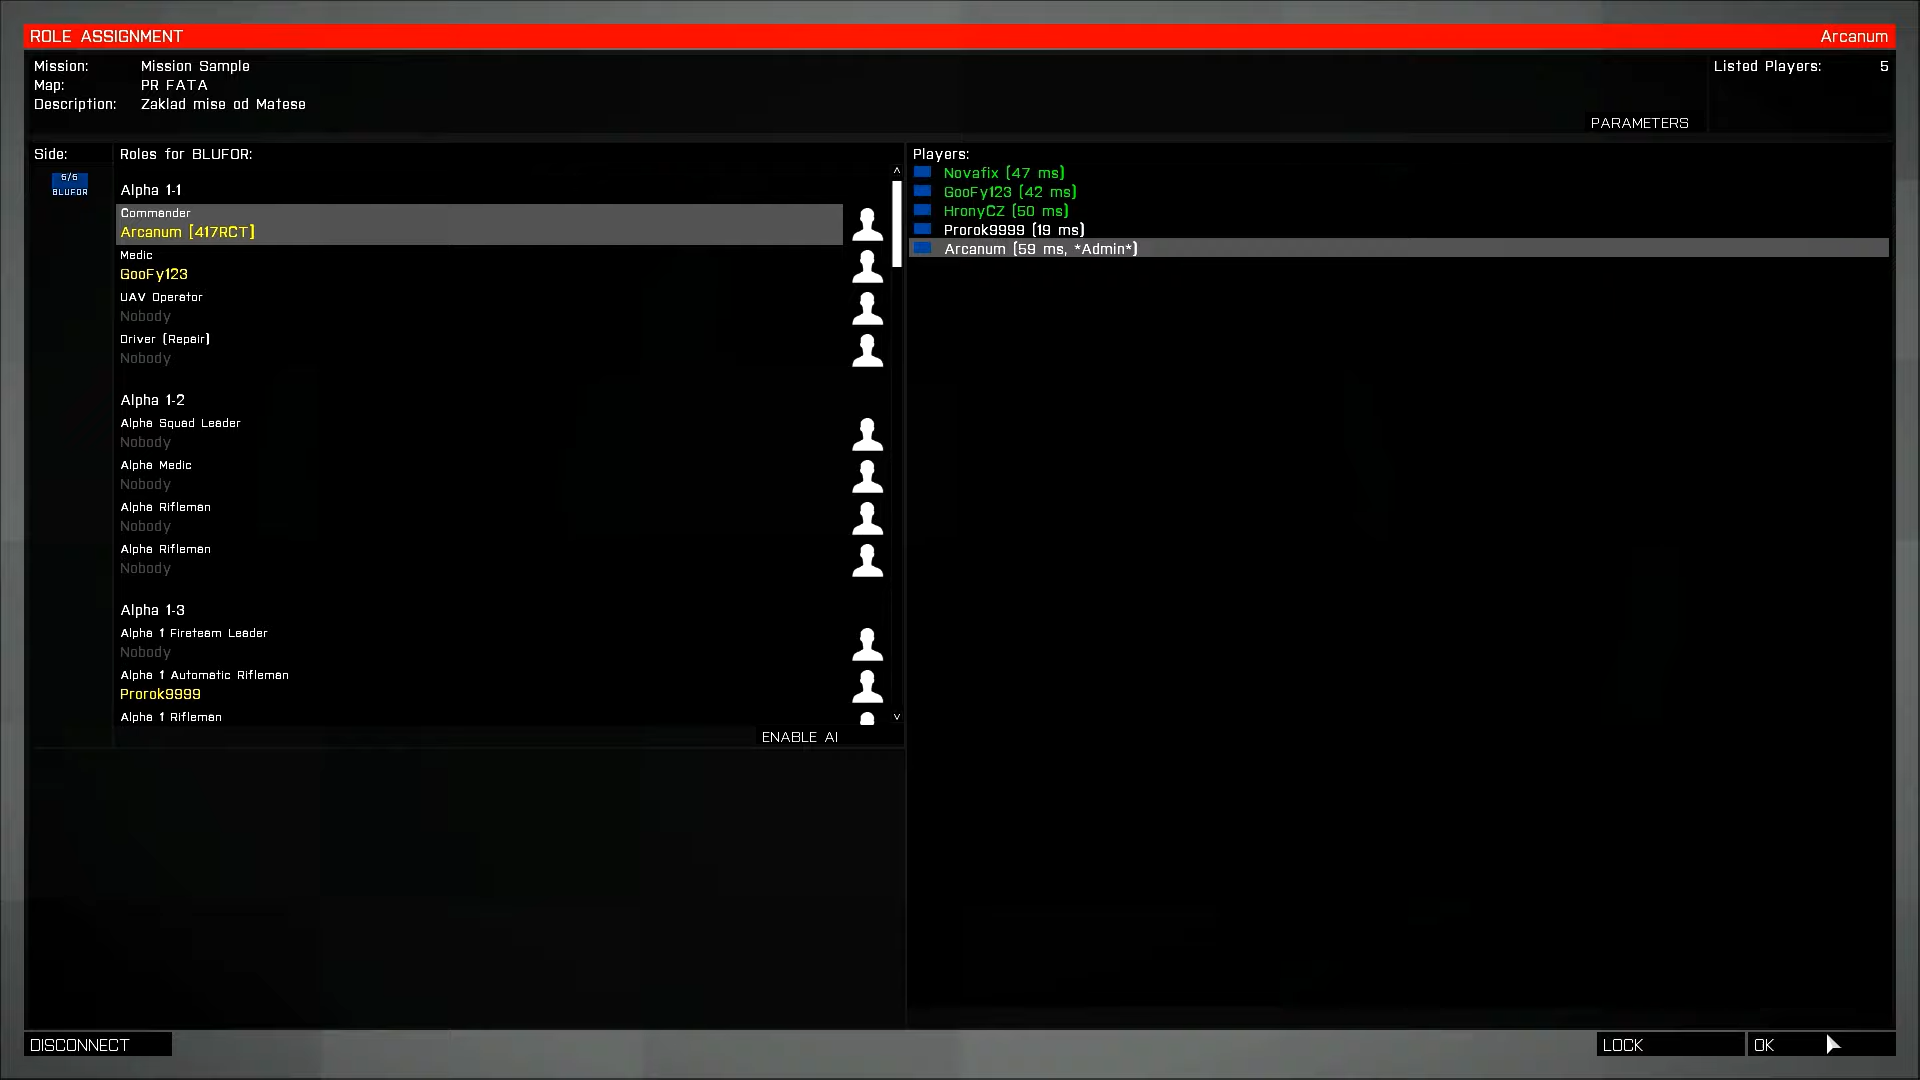 ROLE ASSIGNMENT
Arcanum
Mission: Mission Sample
Map: PR FATA
Description: Zaklad mise od Matese
Listed Players: 5
PARAMETERS
Side:
5/5
BLUFOR
Roles for BLUFOR:
Alpha 1-1
Commander
Arcanum [417RCT]
Medic
GooFy123
UAV Operator
Nobody
Driver (Repair)
Nobody
Alpha 1-2
Alpha Squad Leader
Nobody
Alpha Medic
Nobody
Alpha Rifleman
Nobody
Alpha Rifleman
Nobody
Alpha 1-3
Alpha 1 Fireteam Leader
Nobody
Alpha 1 Automatic Rifleman
Prorok9999
Alpha 1 Rifleman
ENABLE AI
Players:
Novafix (47 ms)
GooFy123 (42 ms)
HronyCZ (50 ms)
Prorok9999 (19 ms)
Arcanum (59 ms, *Admin*)
DISCONNECT
LOCK
OK